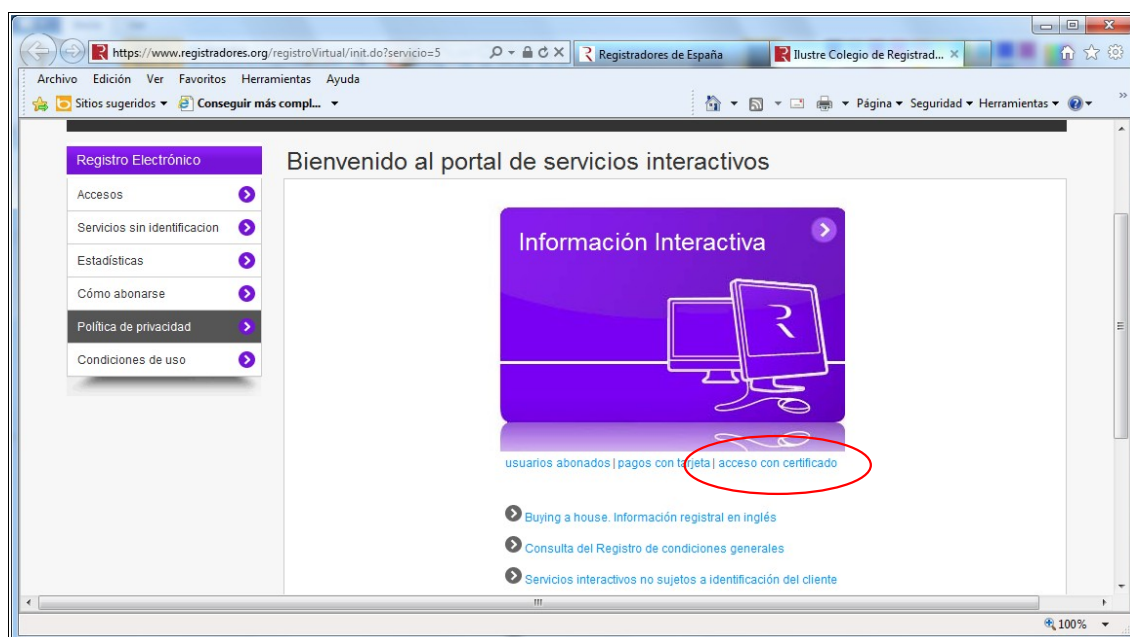 https://www.registradores.org/registroVirtual/init.do?servicio=5
Registradores de España
Ilustre Colegio de Registrad...
Archivo Edición Ver Favoritos Herramientas Ayuda
Sitios sugeridos Conseguir más compl... Página Seguridad Herramientas
Registro Electrónico
Bienvenido al portal de servicios interactivos
Accesos
Servicios sin identificacion
Estadísticas
Cómo abonarse
Política de privacidad
Condiciones de uso
Información Interactiva
usuarios abonados | pagos con tarjeta | acceso con certificado
Buying a house. Información registral en inglés
Consulta del Registro de condiciones generales
Servicios interactivos no sujetos a identificación del cliente
100%